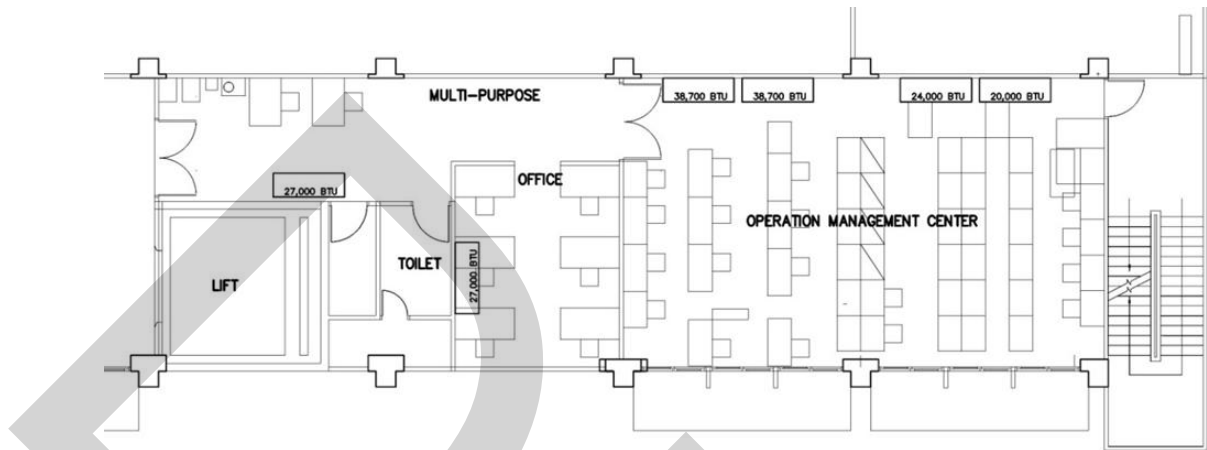 38,700 BTU
38,700 BTU
24,000 BTU
20,000 BTU
MULTI-PURPOSE
27,000 BTU
OFFICE
OPERATION MANAGEMENT CENTER
TOILET
27,000 BTU
LIFT